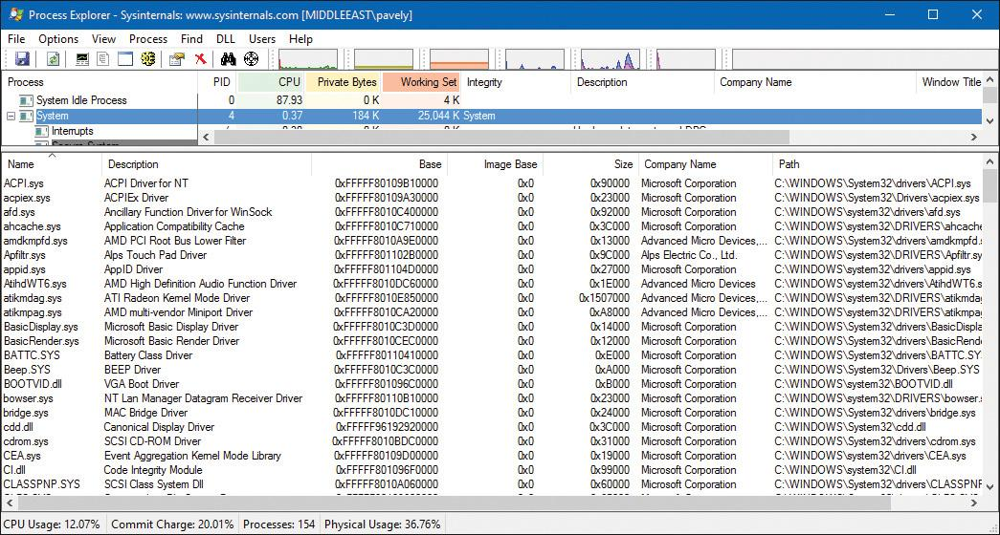 Process Explorer - Sysinternals: www.sysinternals.com [MIDDLEEAST\pavely]
File Options View Process Find DLL Users Help
Process PID CPU Private Bytes Working Set Integrity Description Company Name Window Title
System Idle Process 0 87.93 0 K 4 K
System 4 0.37 184 K 25,044 K System
Interrupts
Name Description Base Image Base Size Company Name Path
ACPI.sys ACPI Driver for NT 0xFFFFF80109B10000 0x0 0x90000 Microsoft Corporation C:\WINDOWS\System32\drivers\ACPI.sys
acpiex.sys ACPIEx Driver 0xFFFFF80109A30000 0x0 0x23000 Microsoft Corporation C:\WINDOWS\System32\Drivers\acpiex.sys
afd.sys Ancillary Function Driver for WinSock 0xFFFFF8010C400000 0x0 0x92000 Microsoft Corporation C:\WINDOWS\system32\drivers\afd.sys
ahcache.sys Application Compatibility Cache 0xFFFFF8010C710000 0x0 0x3C000 Microsoft Corporation C:\WINDOWS\system32\DRIVERS\ahcache
amdkmpfd.sys AMD PCI Root Bus Lower Filter 0xFFFFF8010A9E0000 0x0 0x13000 Advanced Micro Devices,... C:\WINDOWS\System32\drivers\amdkmpfd.s
Apfiltr.sys Alps Touch Pad Driver 0xFFFFF801102B0000 0x0 0x9C000 Alps Electric Co., Ltd. C:\WINDOWS\system32\DRIVERS\Apfiltr.sy
appid.sys AppID Driver 0xFFFFF801104D0000 0x0 0x27000 Microsoft Corporation C:\WINDOWS\system32\drivers\appid.sys
AtihdWT6.sys AMD High Definition Audio Function Driver 0xFFFFF8010DC60000 0x0 0x1E000 Advanced Micro Devices C:\WINDOWS\system32\drivers\AtihdWT6.s
atikmdag.sys ATI Radeon Kernel Mode Driver 0xFFFFF8010E850000 0x0 0x1507000 Advanced Micro Devices,... C:\WINDOWS\system32\drivers\atikmdag.s
atikmpag.sys AMD multi-vendor Miniport Driver 0xFFFFF8010CA20000 0x0 0xA8000 Advanced Micro Devices,... C:\WINDOWS\system32\drivers\atikmpag
BasicDisplay.sys Microsoft Basic Display Driver 0xFFFFF8010C3D0000 0x0 0x14000 Microsoft Corporation C:\WINDOWS\System32\drivers\BasicDispla
BasicRender.sys Microsoft Basic Render Driver 0xFFFFF8010CEC0000 0x0 0x12000 Microsoft Corporation C:\WINDOWS\System32\drivers\BasicRende
BATTC.SYS Battery Class Driver 0xFFFFF80110410000 0x0 0xE000 Microsoft Corporation C:\WINDOWS\System32\drivers\BATTC.SY
Beep.SYS BEEP Driver 0xFFFFF8010C3C0000 0x0 0xA000 Microsoft Corporation C:\WINDOWS\System32\Drivers\Beep.SYS
BOOTVID.dll VGA Boot Driver 0xFFFFF801096C0000 0x0 0xB000 Microsoft Corporation C:\WINDOWS\system32\BOOTVID.dll
bowser.sys NT Lan Manager Datagram Receiver Driver 0xFFFFF80110B10000 0x0 0x23000 Microsoft Corporation C:\WINDOWS\system32\DRIVERS\bowser.s
bridge.sys MAC Bridge Driver 0xFFFFF8010DC10000 0x0 0x24000 Microsoft Corporation C:\WINDOWS\System32\drivers\bridge.sys
cdd.dll Canonical Display Driver 0xFFFFF96192920000 0x0 0x3C000 Microsoft Corporation C:\WINDOWS\System32\cdd.dll
cdrom.sys SCSI CD-ROM Driver 0xFFFFF8010BDC0000 0x0 0x31000 Microsoft Corporation C:\WINDOWS\System32\drivers\cdrom.sys
CEA.sys Event Aggregation Kernel Mode Library 0xFFFFF80109D00000 0x0 0x19000 Microsoft Corporation C:\WINDOWS\System32\drivers\CEA.sys
CI.dll Code Integrity Module 0xFFFFF801096F0000 0x0 0x99000 Microsoft Corporation C:\WINDOWS\system32\CI.dll
CLASSPNP.SYS SCSI Class System Dll 0xFFFFF8010A060000 0x0 0x60000 Microsoft Corporation C:\WINDOWS\System32\drivers\CLASSPN
CPU Usage: 12.07% Commit Charge: 20.01% Processes: 154 Physical Usage: 36.76%